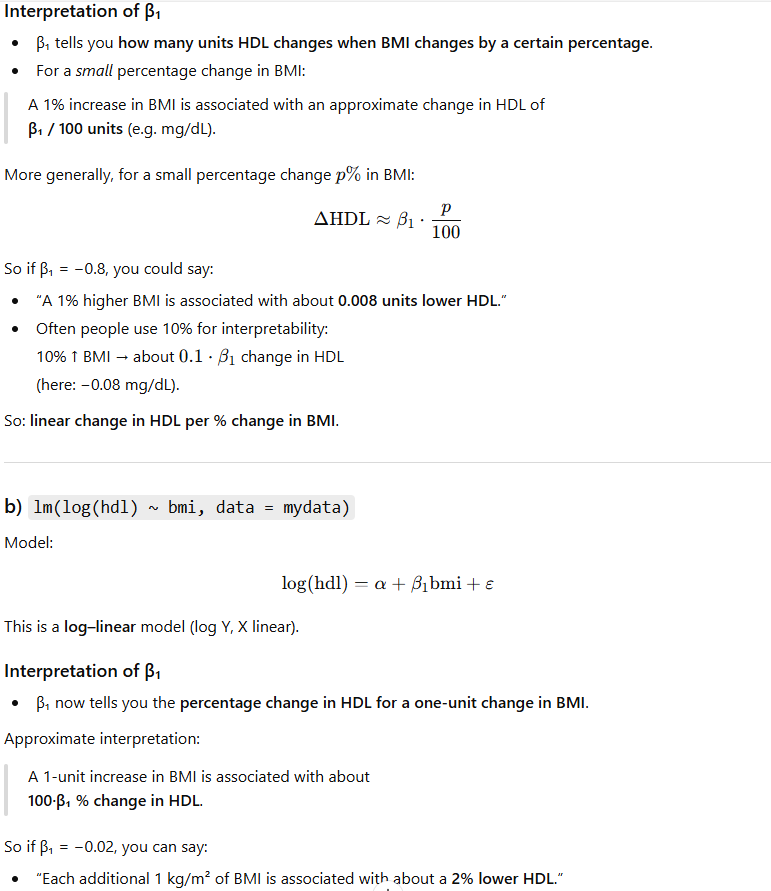 Interpretation of β₁
• β₁ tells you how many units HDL changes when BMI changes by a certain percentage.
• For a small percentage change in BMI:
A 1% increase in BMI is associated with an approximate change in HDL of
β₁ / 100 units (e.g. mg/dL).
More generally, for a small percentage change p% in BMI:
ΔHDL ≈ β₁ · p/100
So if β₁ = −0.8, you could say:
• “A 1% higher BMI is associated with about 0.008 units lower HDL.”
• Often people use 10% for interpretability:
10% ↑ BMI → about 0.1 · β₁ change in HDL
(here: −0.08 mg/dL).
So: linear change in HDL per % change in BMI.
b) lm(log(hdl) ~ bmi, data = mydata)
Model:
log(hdl) = α + β₁bmi + ε
This is a log–linear model (log Y, X linear).
Interpretation of β₁
• β₁ now tells you the percentage change in HDL for a one-unit change in BMI.
Approximate interpretation:
A 1-unit increase in BMI is associated with about
100·β₁ % change in HDL.
So if β₁ = −0.02, you can say:
• “Each additional 1 kg/m² of BMI is associated with about a 2% lower HDL.”